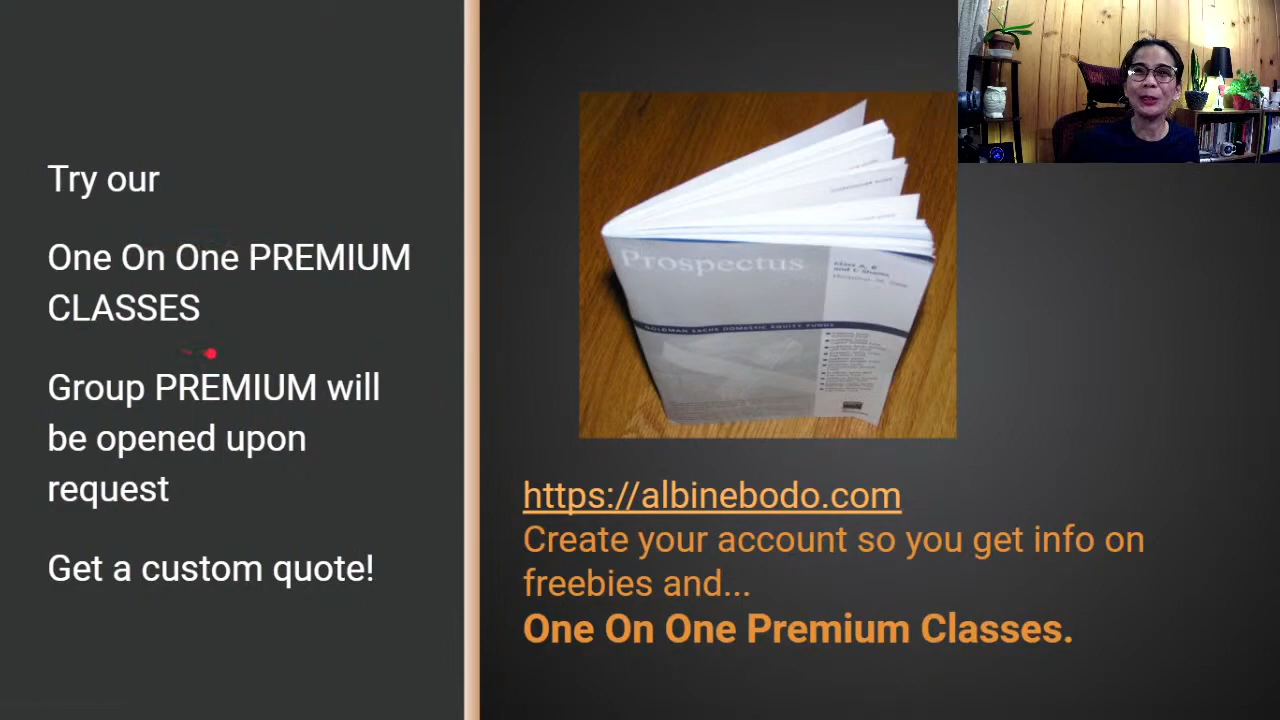 Try our
One On One PREMIUM
CLASSES
Group PREMIUM will
be opened upon
request
Get a custom quote!
Prospectus
GOLDMAN SACHS DOMESTIC EQUITY FUNDS
https://albinebodo.com
Create your account so you get info on
freebies and...
One On One Premium Classes.